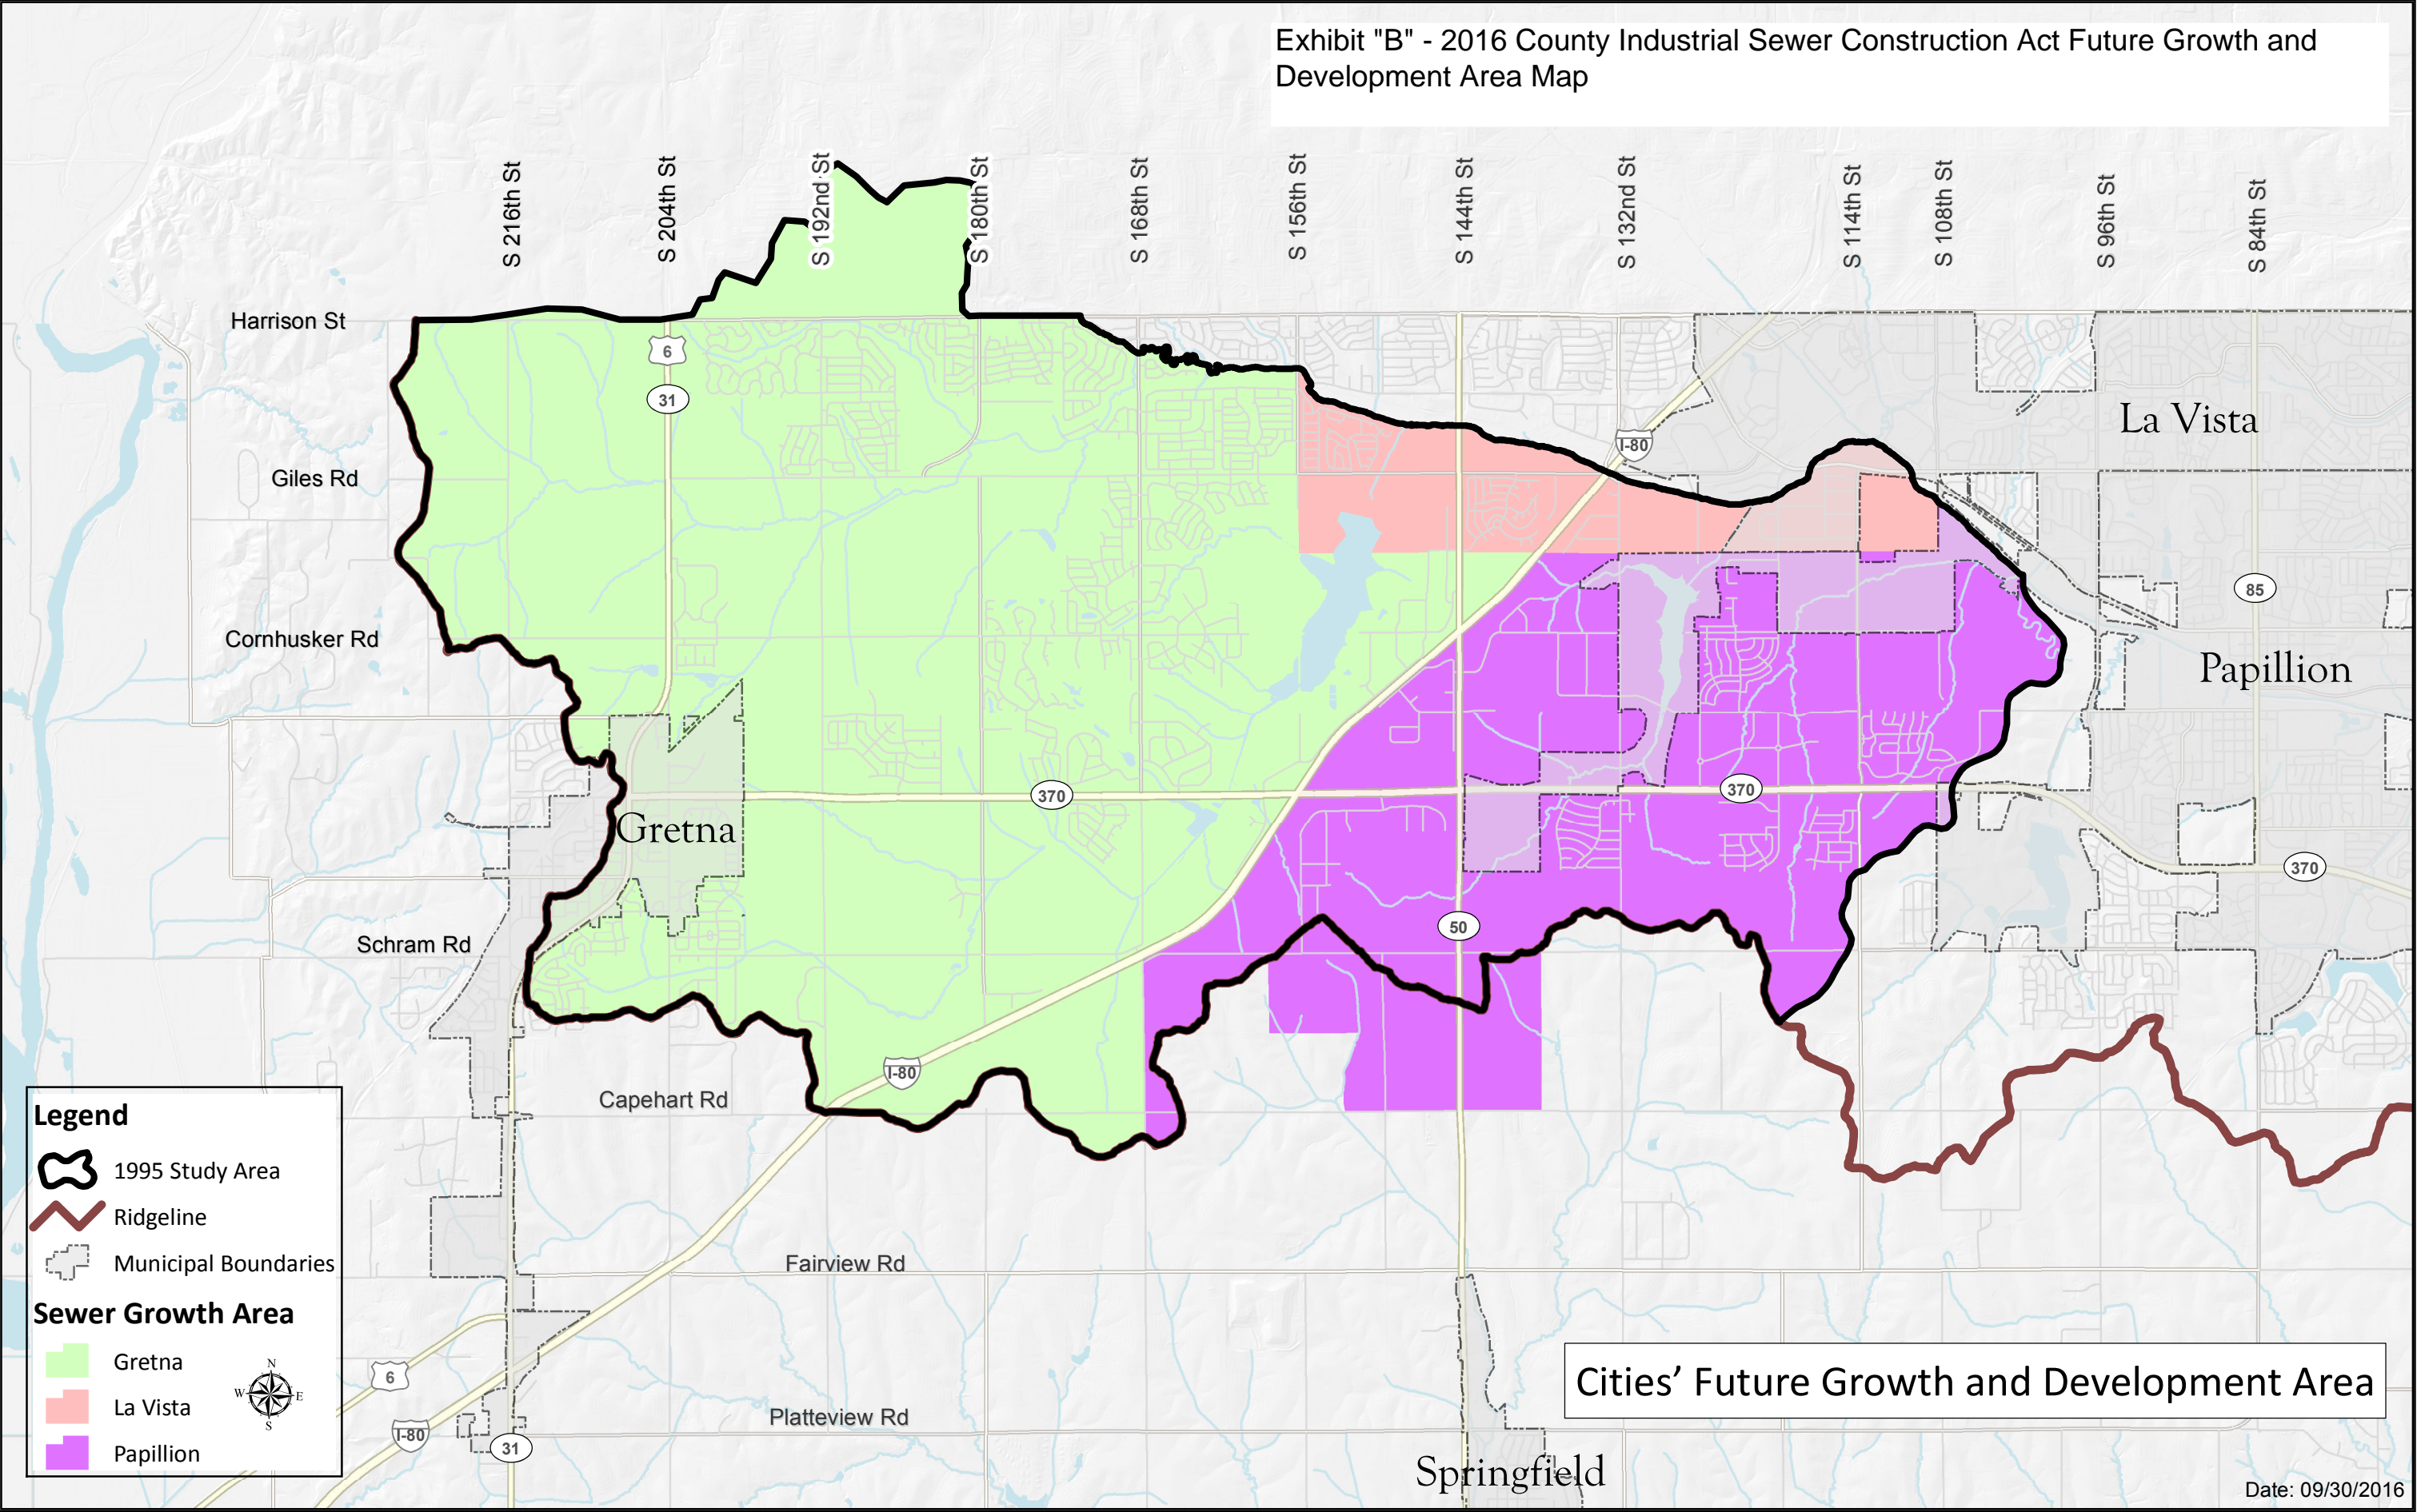 Exhibit "B" - 2016 County Industrial Sewer Construction Act Future Growth and
Development Area Map
S 216th St
S 204th St
S 192nd St
S 180th St
S 168th St
S 156th St
S 144th St
S 132nd St
S 114th St
S 108th St
S 96th St
S 84th St
Harrison St
6
31
La Vista
I-80
Giles Rd
85
Cornhusker Rd
Papillion
370
370
Gretna
370
50
Schram Rd
I-80
Capehart Rd
Legend
1995 Study Area
Ridgeline
Municipal Boundaries
Sewer Growth Area
Gretna
La Vista
Papillion
N
W E
S
Fairview Rd
6
I-80
31
Platteview Rd
Cities’ Future Growth and Development Area
Springfield
Date: 09/30/2016